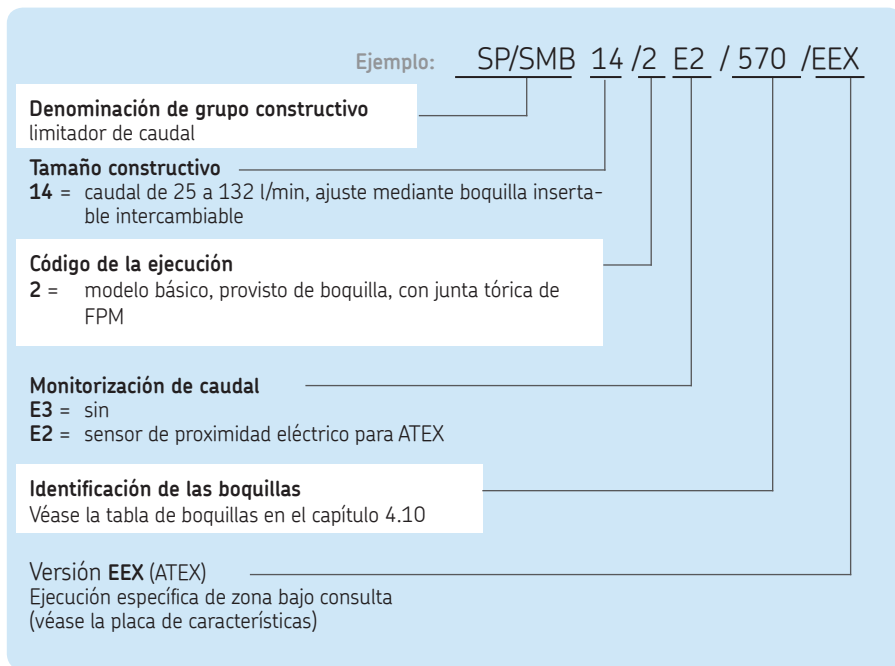 Ejemplo: SP/SMB 14 /2 E2 / 570 /EEX
Denominación de grupo constructivo
limitador de caudal
Tamaño constructivo
14 = caudal de 25 a 132 l/min, ajuste mediante boquilla inserta-
ble intercambiable
Código de la ejecución
2 = modelo básico, provisto de boquilla, con junta tórica de
FPM
Monitorización de caudal
E3 = sin
E2 = sensor de proximidad eléctrico para ATEX
Identificación de las boquillas
Véase la tabla de boquillas en el capítulo 4.10
Versión EEX (ATEX)
Ejecución específica de zona bajo consulta
(véase la placa de características)